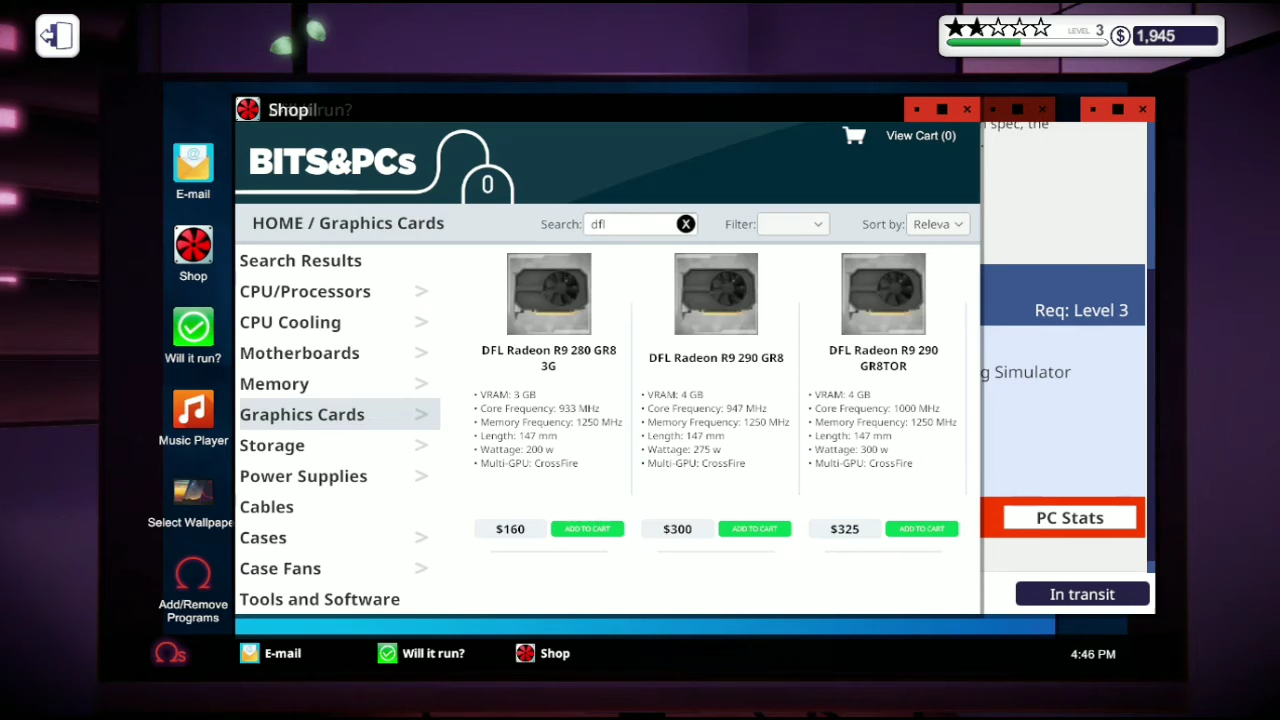 LEVEL 3
$ 1,945
Shop
run?
BITS&PCs
0
View Cart (0)
spec, the
HOME / Graphics Cards
Search: dfl X
Filter:
Sort by: Releva
E-mail
Shop
Will it run?
Music Player
Select Wallpape
Add/Remove
Programs
Search Results
CPU/Processors >
CPU Cooling >
Motherboards >
Memory >
Graphics Cards >
Storage >
Power Supplies >
Cables
Cases >
Case Fans >
Tools and Software
DFL Radeon R9 280 GR8
3G
• VRAM: 3 GB
• Core Frequency: 933 MHz
• Memory Frequency: 1250 MHz
• Length: 147 mm
• Wattage: 200 w
• Multi-GPU: CrossFire
$160 ADD TO CART
DFL Radeon R9 290 GR8
• VRAM: 4 GB
• Core Frequency: 947 MHz
• Memory Frequency: 1250 MHz
• Length: 147 mm
• Wattage: 275 w
• Multi-GPU: CrossFire
$300 ADD TO CART
DFL Radeon R9 290
GR8TOR
• VRAM: 4 GB
• Core Frequency: 1000 MHz
• Memory Frequency: 1250 MHz
• Length: 147 mm
• Wattage: 300 w
• Multi-GPU: CrossFire
$325 ADD TO CART
Req: Level 3
g Simulator
PC Stats
In transit
Ωs
E-mail
Will it run?
Shop
4:46 PM